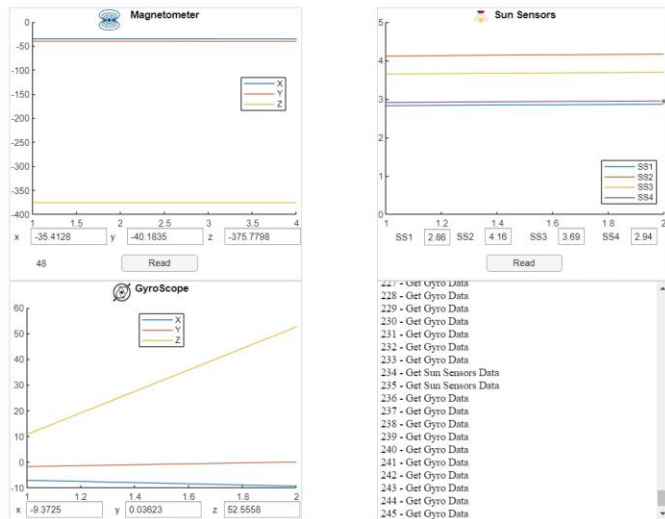 Magnetometer
0
-50
-100
-150
-200
-250
-300
-350
-400
X
Y
Z
1 1.5 2 2.5 3 3.5 4
x -35.4128 y -40.1835 z -375.7798
48 Read
Sun Sensors
5
4
3
2
1
0
SS1
SS2
SS3
SS4
1 1.2 1.4 1.6 1.8 2
SS1 2.86 SS2 4.16 SS3 3.69 SS4 2.94
Read
GyroScope
60
50
40
30
20
10
0
-10
X
Y
Z
1 1.2 1.4 1.6 1.8 2
x -9.3725 y 0.03623 z 52.5558
227 - Get Gyro Data
228 - Get Gyro Data
229 - Get Gyro Data
230 - Get Gyro Data
231 - Get Gyro Data
232 - Get Gyro Data
233 - Get Gyro Data
234 - Get Sun Sensors Data
235 - Get Sun Sensors Data
236 - Get Gyro Data
237 - Get Gyro Data
238 - Get Gyro Data
239 - Get Gyro Data
240 - Get Gyro Data
241 - Get Gyro Data
242 - Get Gyro Data
243 - Get Gyro Data
244 - Get Gyro Data
245 - Get Gyro Data